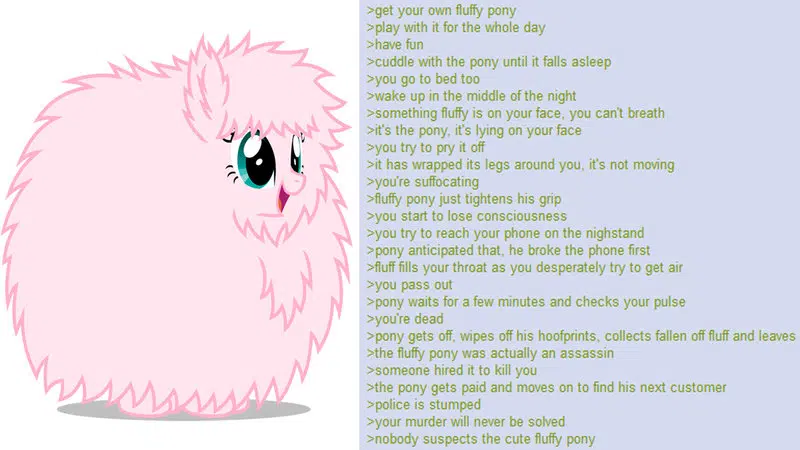 >get your own fluffy pony
>play with it for the whole day
>have fun
>cuddle with the pony until it falls asleep
>you go to bed too
>wake up in the middle of the night
>something fluffy is on your face, you can't breath
>it's the pony, it's lying on your face
>you try to pry it off
>it has wrapped its legs around you, it's not moving
>you're suffocating
>fluffy pony just tightens his grip
>you start to lose consciousness
>you try to reach your phone on the nighstand
>pony anticipated that, he broke the phone first
>fluff fills your throat as you desperately try to get air
>you pass out
>pony waits for a few minutes and checks your pulse
>you're dead
>pony gets off, wipes off his hoofprints, collects fallen off fluff and leaves
>the fluffy pony was actually an assassin
>someone hired it to kill you
>the pony gets paid and moves on to find his next customer
>police is stumped
>your murder will never be solved
>nobody suspects the cute fluffy pony